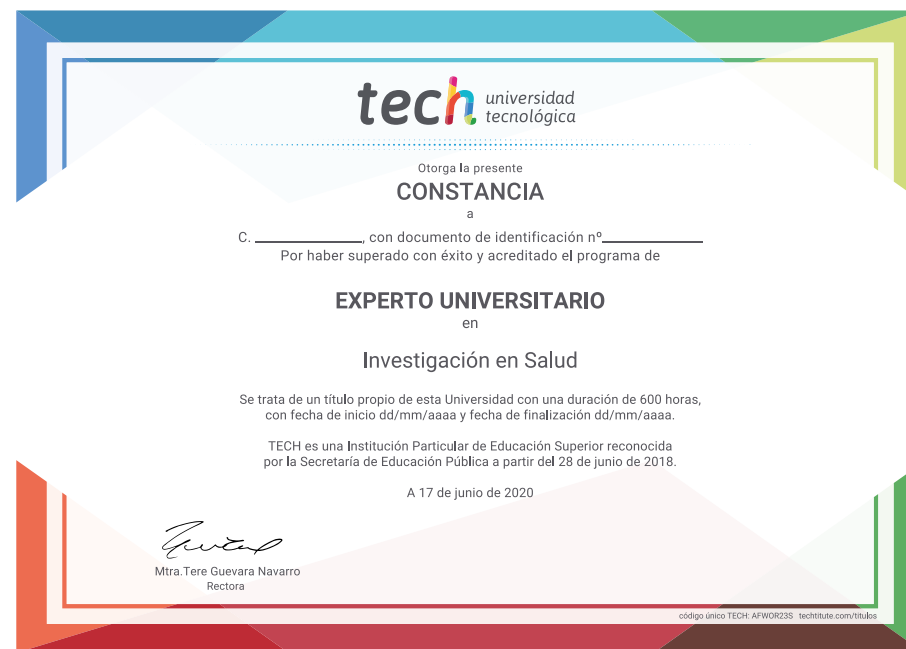 tech universidad
tecnológica
Otorga la presente
CONSTANCIA
a
C. ____________, con documento de identificación nº____________
Por haber superado con éxito y acreditado el programa de
EXPERTO UNIVERSITARIO
en
Investigación en Salud
Se trata de un título propio de esta Universidad con una duración de 600 horas,
con fecha de inicio dd/mm/aaaa y fecha de finalización dd/mm/aaaa.
TECH es una Institución Particular de Educación Superior reconocida
por la Secretaría de Educación Pública a partir del 28 de junio de 2018.
A 17 de junio de 2020
Mtra.Tere Guevara Navarro
Rectora
código único TECH: AFWOR23S techtitute.com/titulos